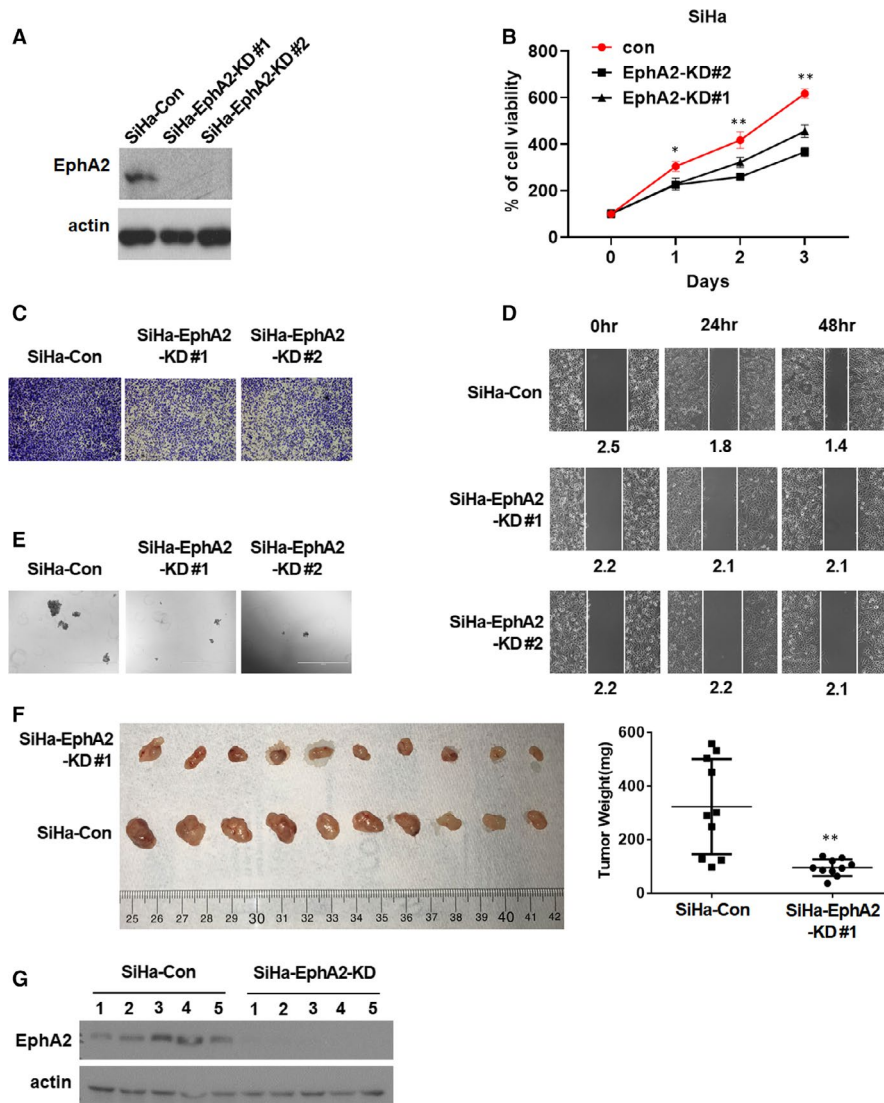 A
SiHa-Con
SiHa-EphA2-KD#1
SiHa-EphA2-KD#2
EphA2
actin
B
SiHa
con
EphA2-KD#2
EphA2-KD#1
% of cell viability
800
600
400
200
0
*
**
**
0 1 2 3
Days
C
SiHa-Con
SiHa-EphA2
-KD#1
SiHa-EphA2
-KD#2
D
0hr 24hr 48hr
SiHa-Con
2.5 1.8 1.4
SiHa-EphA2
-KD#1
2.2 2.1 2.1
SiHa-EphA2
-KD#2
2.2 2.2 2.1
E
SiHa-Con
SiHa-EphA2
-KD#1
SiHa-EphA2
-KD#2
F
SiHa-EphA2
-KD#1
SiHa-Con
25 26 27 28 29 30 31 32 33 34 35 36 37 38 39 40 41 42
Tumor Weight(mg)
600
400
200
0
**
SiHa-Con
SiHa-EphA2
-KD#1
G
SiHa-Con SiHa-EphA2-KD
1 2 3 4 5 1 2 3 4 5
EphA2
actin